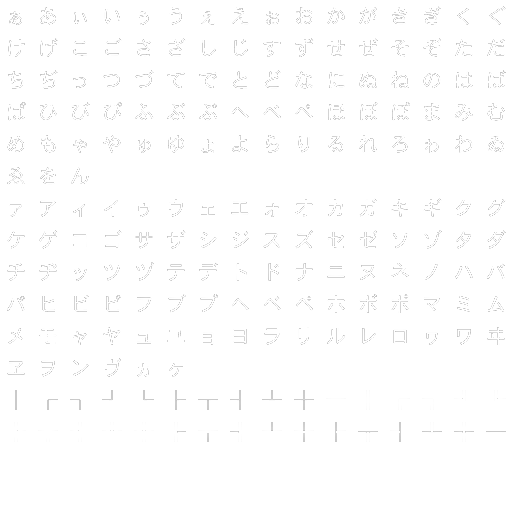 ぁあぃいぅうぇえぉおかがきぎくぐ
けげこごさざしじすずせぜそぞただ
ちぢっつづてでとどなにぬねのはば
ぱひびぴふぶぷへべぺほぼぽまみむ
めもゃやゅゆょよらりるれろゎわゐ
ゑをん
ァアィイゥウェエォオカガキギクグ
ケゲコゴサザシジスズセゼソゾタダ
チヂッツヅテデトドナニヌネノハバ
パヒビピフブプヘベペホボポマミム
メモャヤュユョヨラリルレロヮワヰ
ヱヲンヴヵヶ